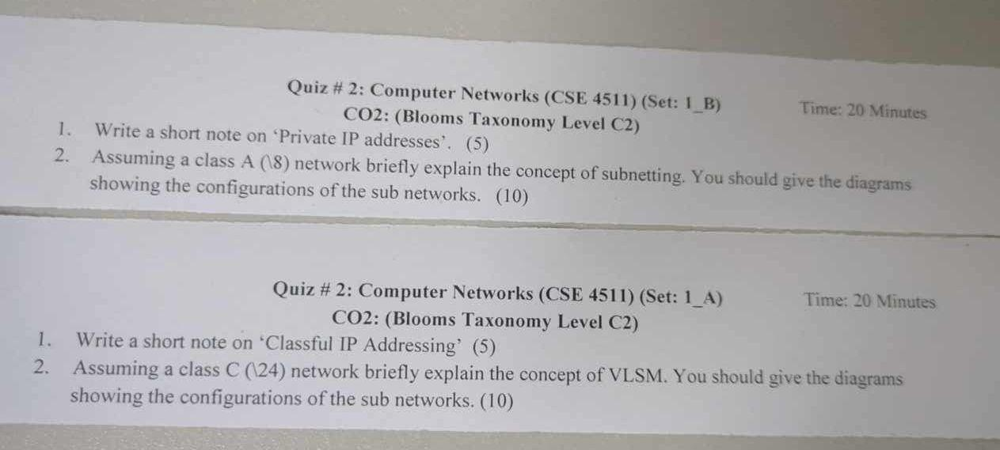 Quiz # 2: Computer Networks (CSE 4511) (Set: 1_B) Time: 20 Minutes
CO2: (Blooms Taxonomy Level C2)
1. Write a short note on ‘Private IP addresses’. (5)
2. Assuming a class A (\8) network briefly explain the concept of subnetting. You should give the diagrams
showing the configurations of the sub networks. (10)
Quiz # 2: Computer Networks (CSE 4511) (Set: 1_A) Time: 20 Minutes
CO2: (Blooms Taxonomy Level C2)
1. Write a short note on ‘Classful IP Addressing’ (5)
2. Assuming a class C (\24) network briefly explain the concept of VLSM. You should give the diagrams
showing the configurations of the sub networks. (10)